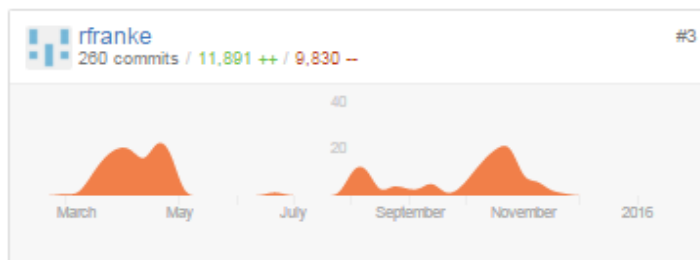 rfranke
#3
260 commits / 11,891 ++ / 9,830 --
40
20
March May July September November 2016